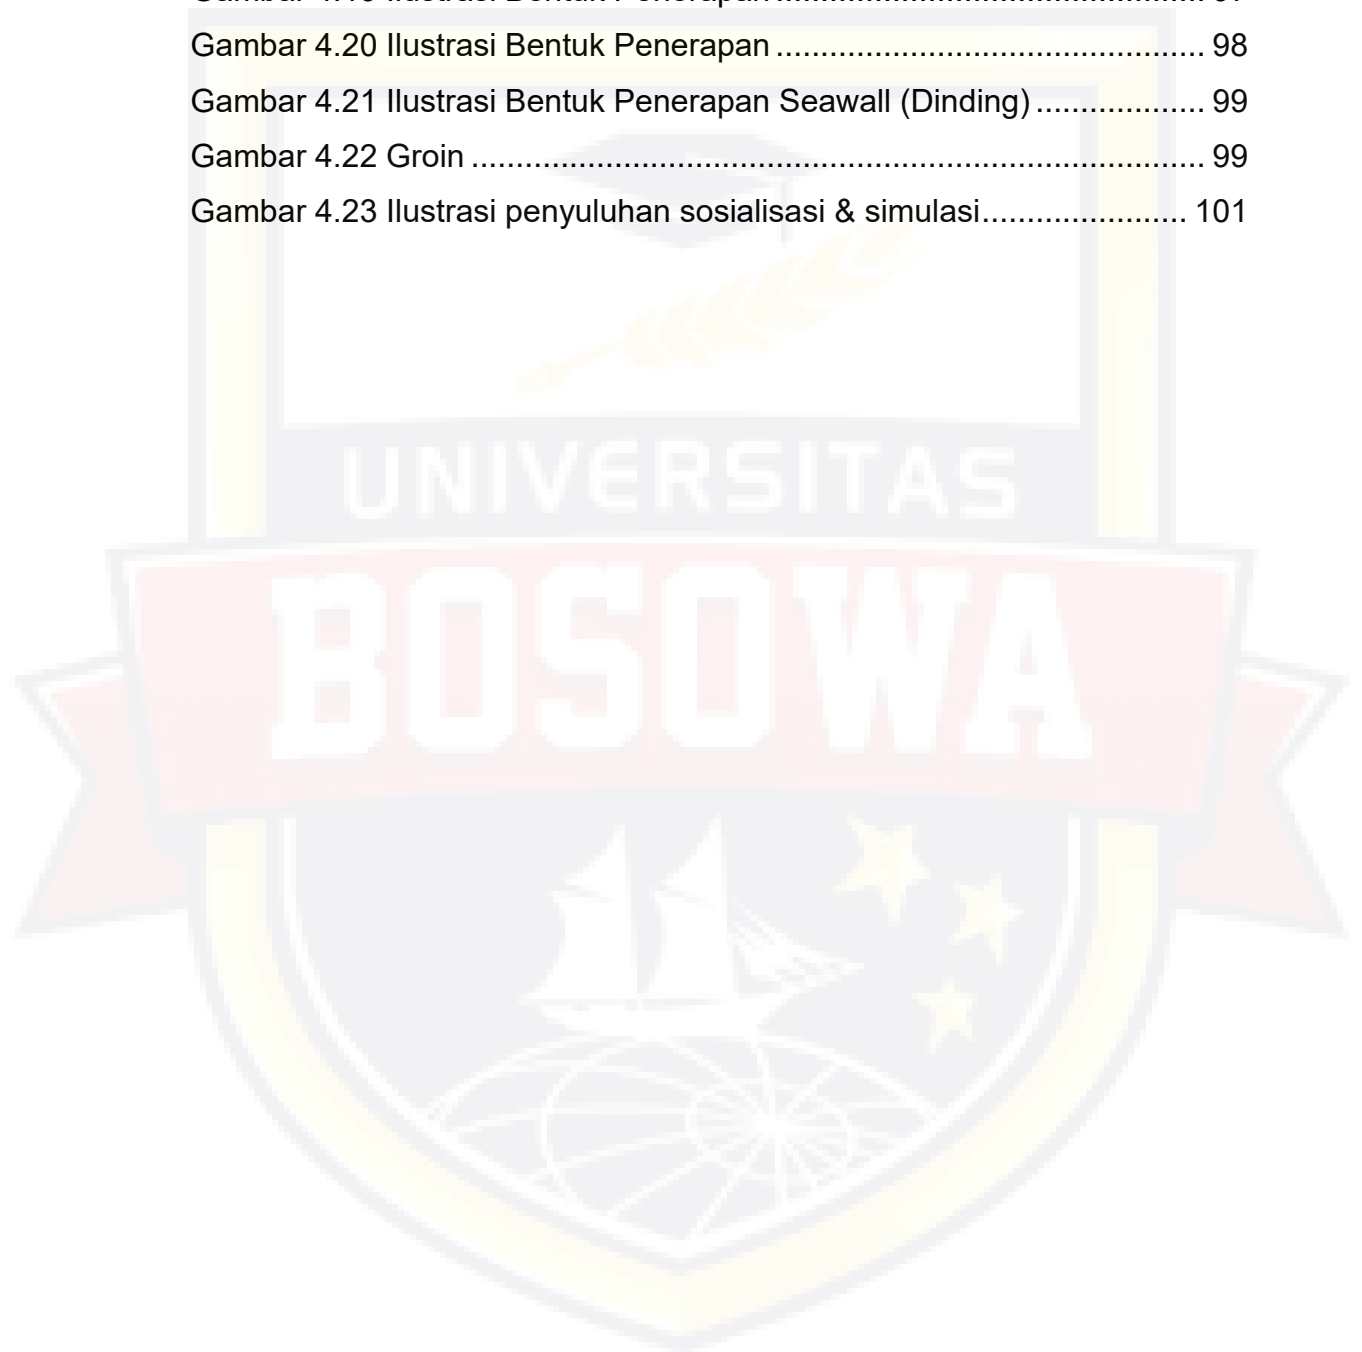 Gambar 4.20 Ilustrasi Bentuk Penerapan ................................................ 98
Gambar 4.21 Ilustrasi Bentuk Penerapan Seawall (Dinding) ................... 99
Gambar 4.22 Groin .................................................................................. 99
Gambar 4.23 Ilustrasi penyuluhan sosialisasi & simulasi....................... 101
UNIVERSITAS
BOSOWA